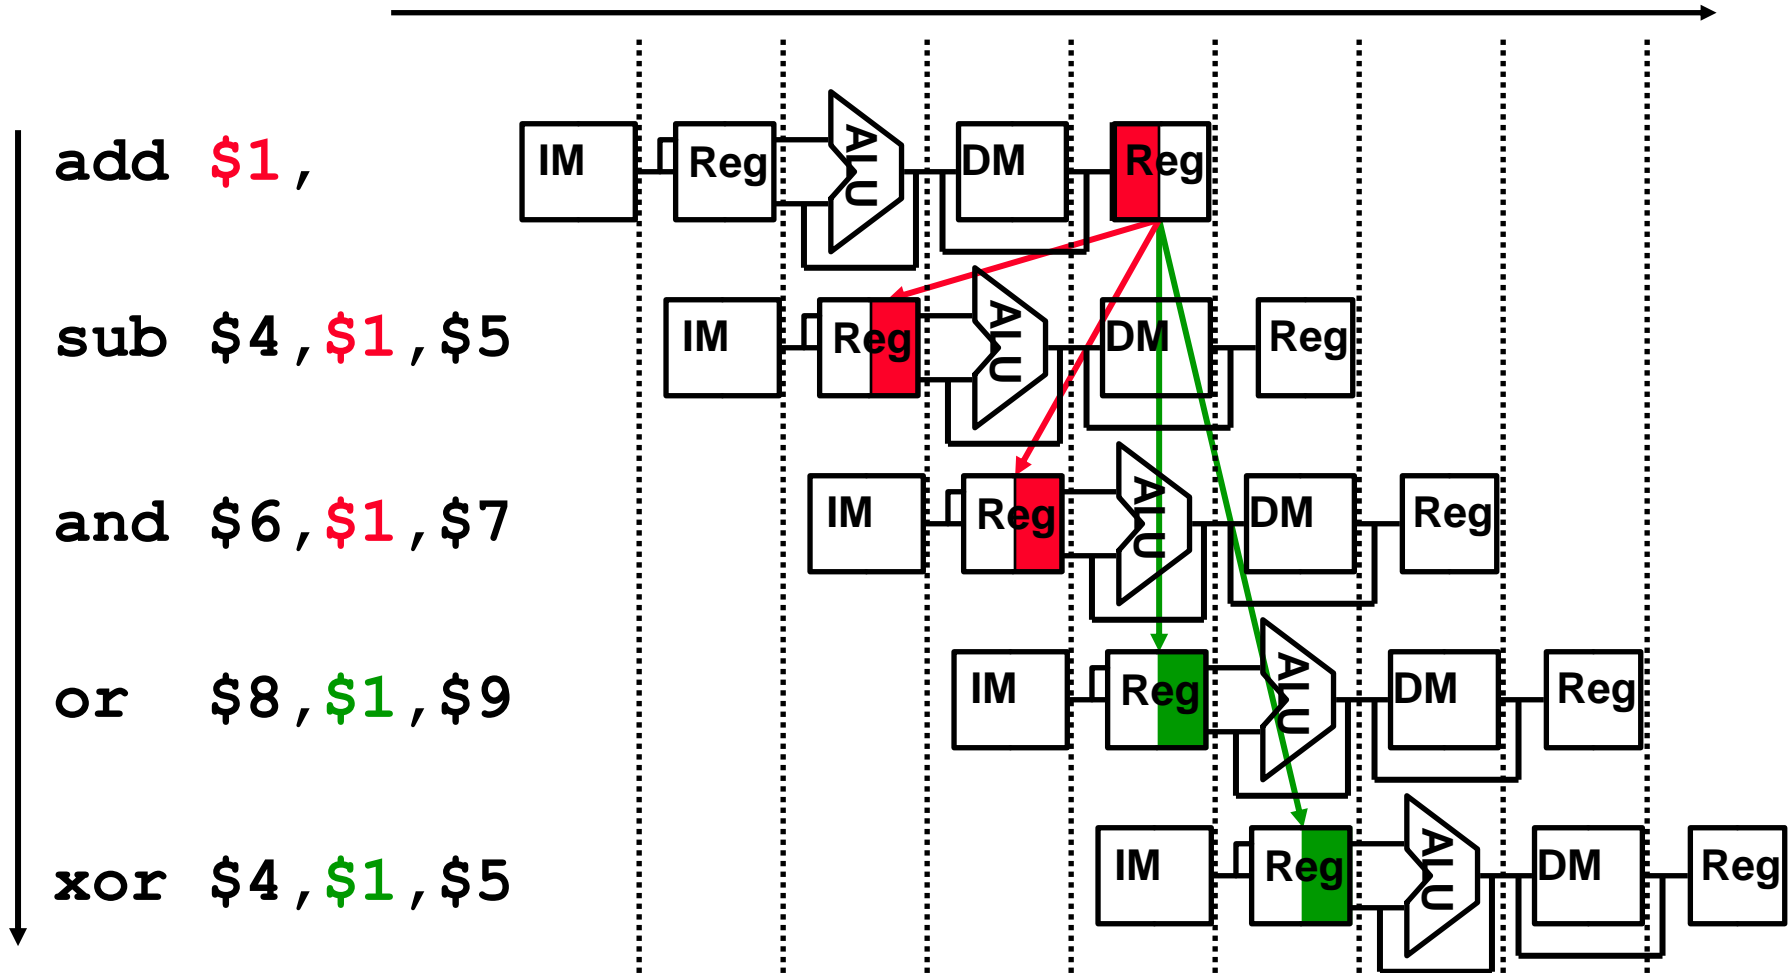 add $1, IM Reg ALU DM Reg
sub $4,$1,$5 IM Reg ALU DM Reg
and $6,$1,$7 IM Reg ALU DM Reg
or $8,$1,$9 IM Reg ALU DM Reg
xor $4,$1,$5 IM Reg ALU DM Reg